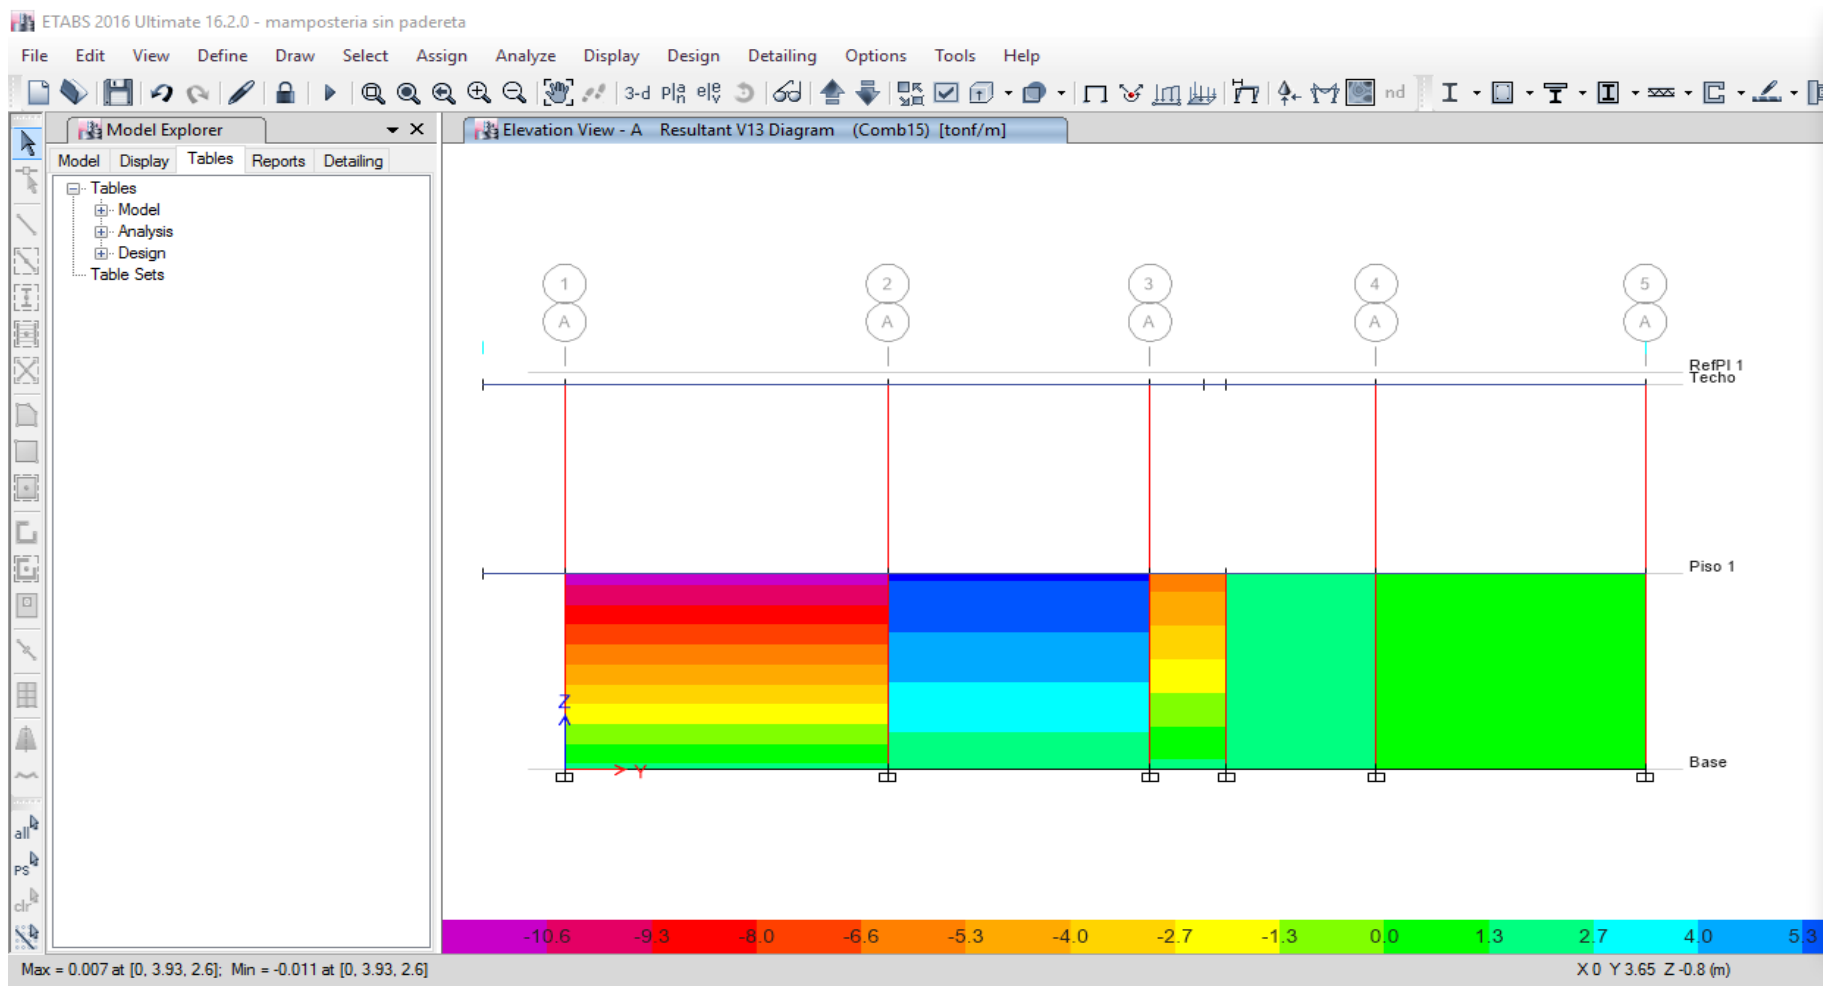 ETABS 2016 Ultimate 16.2.0 - mamposteria sin padereta
File Edit View Define Draw Select Assign Analyze Display Design Detailing Options Tools Help
3-d nd
Model Explorer
Elevation View - A Resultant V13 Diagram (Comb15) [tonf/m]
Model Display Tables Reports Detailing
Tables
Model
Analysis
Design
Table Sets
1 2 3 4 5
A A A A A
RefPl 1
Techo
Piso 1
Z
Y
Base
all
PS
clr
-10.6 -9.3 -8.0 -6.6 -5.3 -4.0 -2.7 -1.3 0.0 1.3 2.7 4.0 5.3
Max = 0.007 at [0, 3.93, 2.6]; Min = -0.011 at [0, 3.93, 2.6]
X 0 Y 3.65 Z -0.8 (m)